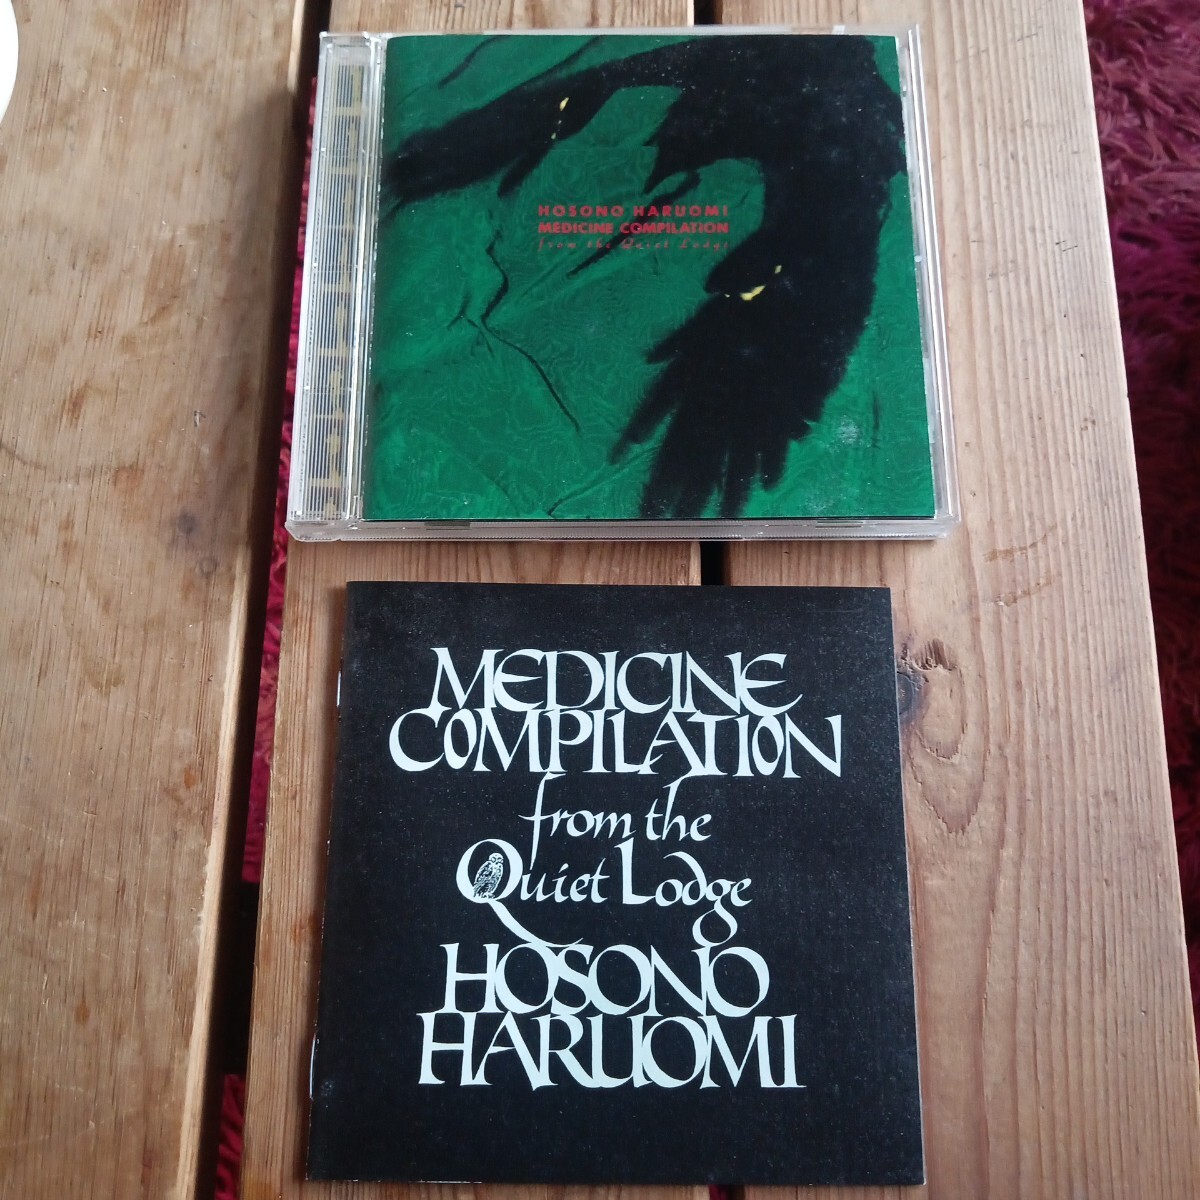 HOSONO HARUOMI
MEDICINE COMPILATION
from the Quiet Lodge
MEDICINE
COMPILATION
from the
Quiet Lodge
HOSONO
HARUOMI